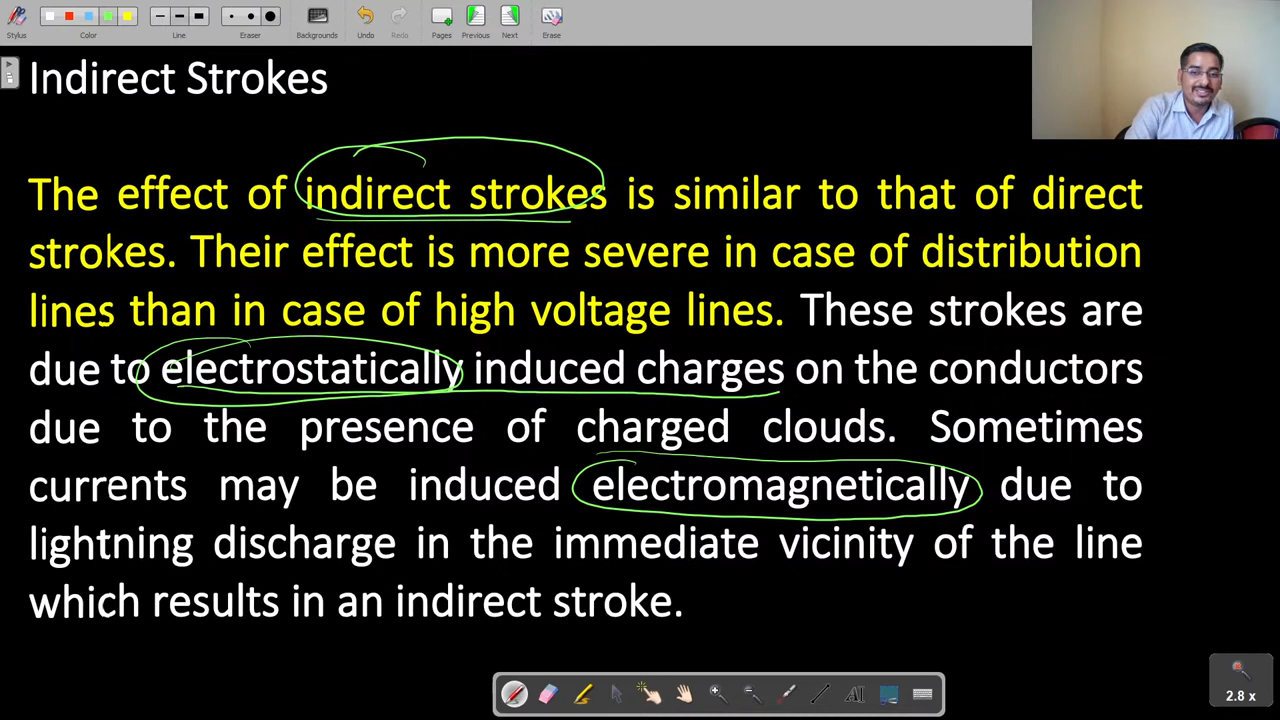 Stylus
Color
Line
Eraser
Backgrounds
Undo
Redo
Pages
Previous
Next
Erase
Indirect Strokes
The effect of indirect strokes is similar to that of direct
strokes. Their effect is more severe in case of distribution
lines than in case of high voltage lines. These strokes are
due to electrostatically induced charges on the conductors
due to the presence of charged clouds. Sometimes
currents may be induced electromagnetically due to
lightning discharge in the immediate vicinity of the line
which results in an indirect stroke.
AI
2.8 x